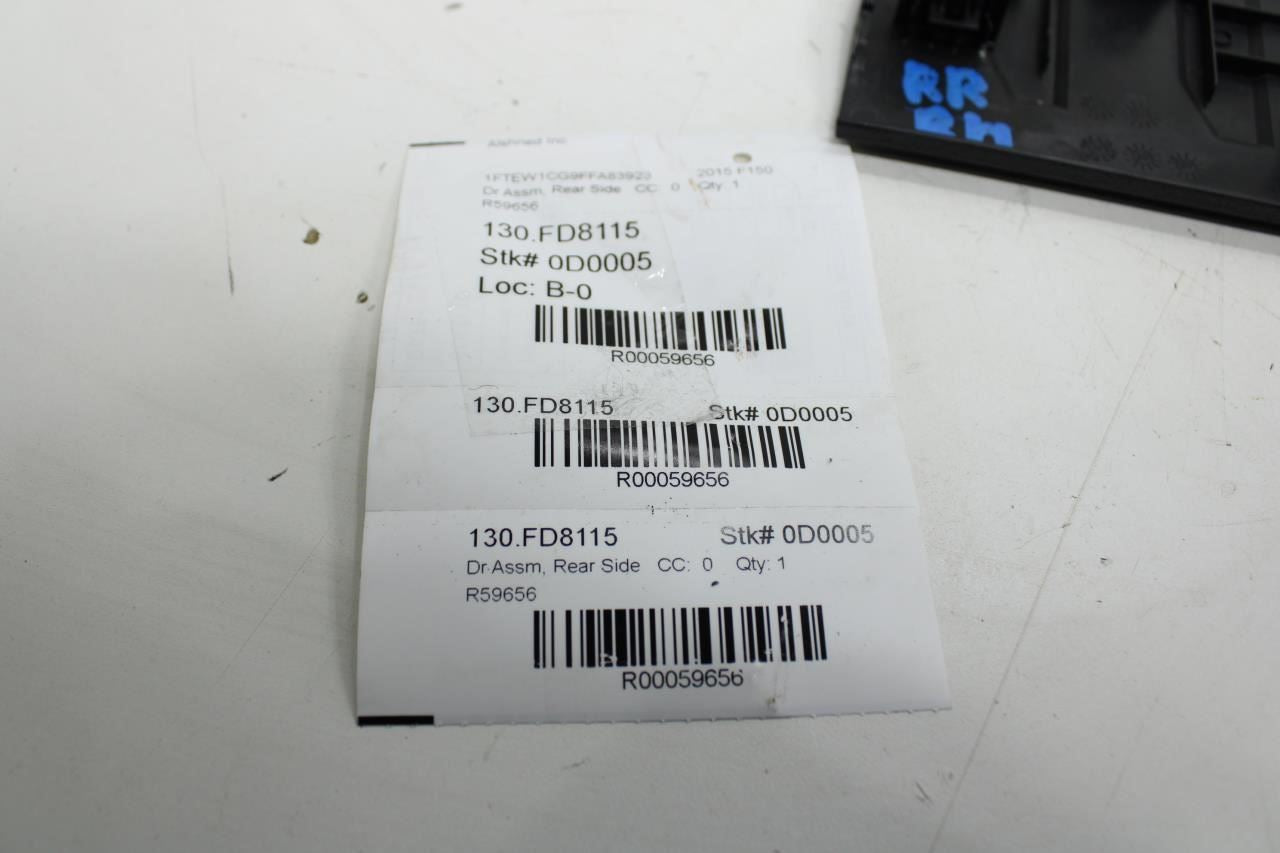 Alshned Inc
1FTEW1CG9FFA83923 2015 F150
Dr Assm, Rear Side CC: 0 Qty: 1
R59656
130.FD8115
Stk# 0D0005
Loc: B-0
R00059656
130.FD8115 Stk# 0D0005
R00059656
130.FD8115 Stk# 0D0005
Dr Assm, Rear Side CC: 0 Qty: 1
R59656
R00059656
RR
RH